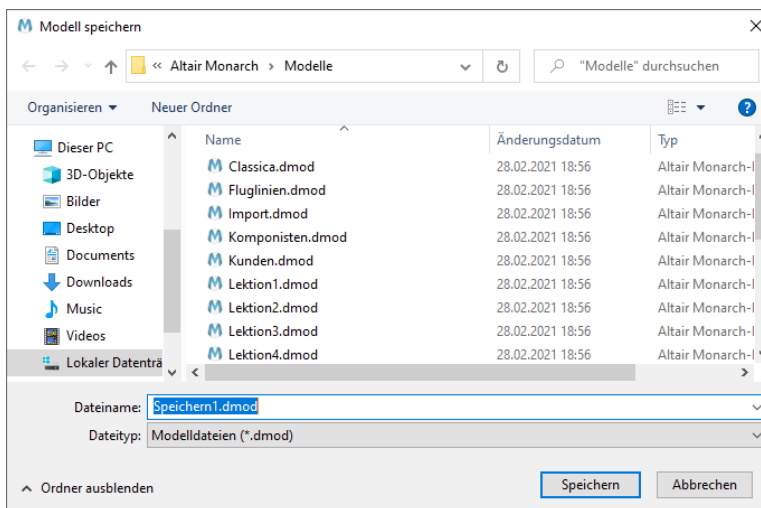 Modell speichern
« Altair Monarch > Modelle "Modelle" durchsuchen
Organisieren Neuer Ordner ?
Name Änderungsdatum Typ
Dieser PC
3D-Objekte
Bilder
Desktop
Documents
Downloads
Music
Videos
Lokaler Datenträ
Classica.dmod 28.02.2021 18:56 Altair Monarch-
Fluglinien.dmod 28.02.2021 18:56 Altair Monarch-
Import.dmod 28.02.2021 18:56 Altair Monarch-
Komponisten.dmod 28.02.2021 18:56 Altair Monarch-
Kunden.dmod 28.02.2021 18:56 Altair Monarch-
Lektion1.dmod 28.02.2021 18:56 Altair Monarch-
Lektion2.dmod 28.02.2021 18:56 Altair Monarch-
Lektion3.dmod 28.02.2021 18:56 Altair Monarch-
Lektion4.dmod 28.02.2021 18:56 Altair Monarch-
Dateiname: Speichern1.dmod
Dateityp: Modelldateien (*.dmod)
Ordner ausblenden Speichern Abbrechen